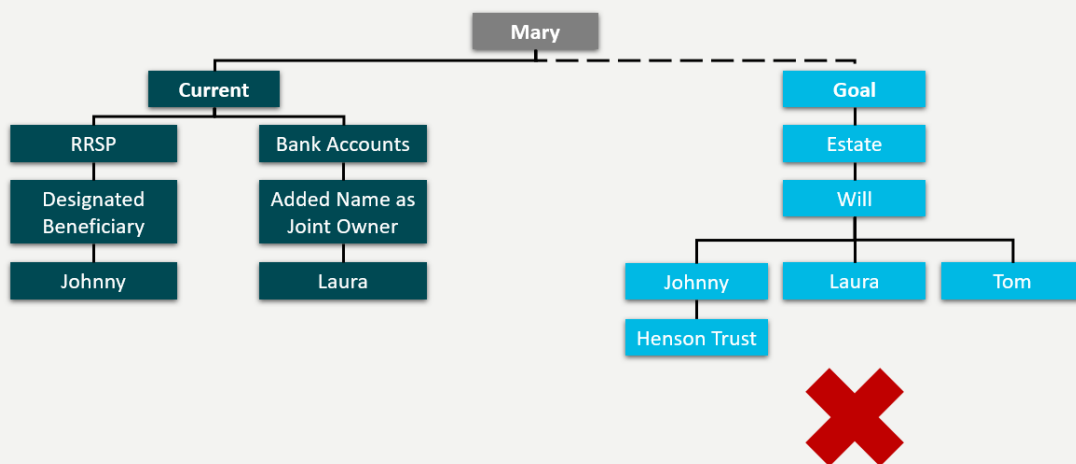 Mary
Current
Goal
RRSP
Bank Accounts
Estate
Designated
Beneficiary
Added Name as
Joint Owner
Will
Johnny
Laura
Johnny
Laura
Tom
Henson Trust